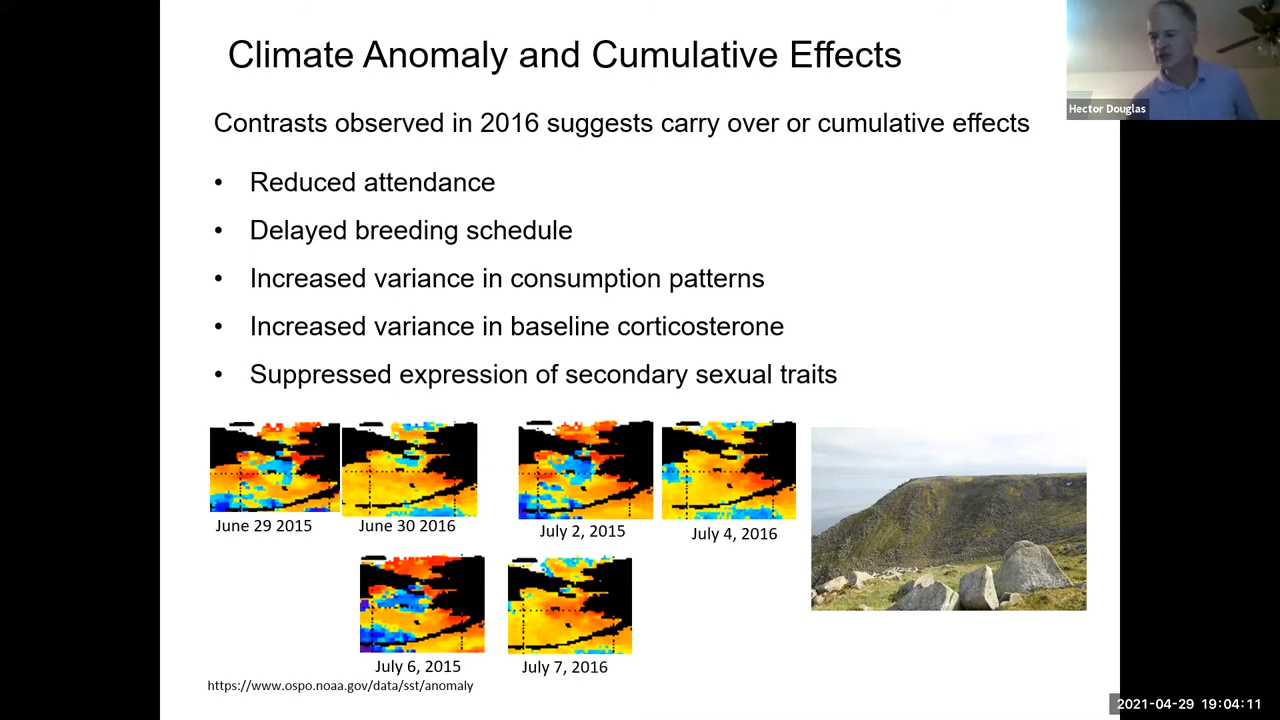 Climate Anomaly and Cumulative Effects
Hector Douglas
Contrasts observed in 2016 suggests carry over or cumulative effects
• Reduced attendance
• Delayed breeding schedule
• Increased variance in consumption patterns
• Increased variance in baseline corticosterone
• Suppressed expression of secondary sexual traits
June 29 2015
June 30 2016
July 2, 2015
July 4, 2016
July 6, 2015
July 7, 2016
https://www.ospo.noaa.gov/data/sst/anomaly
2021-04-29 19:04:11